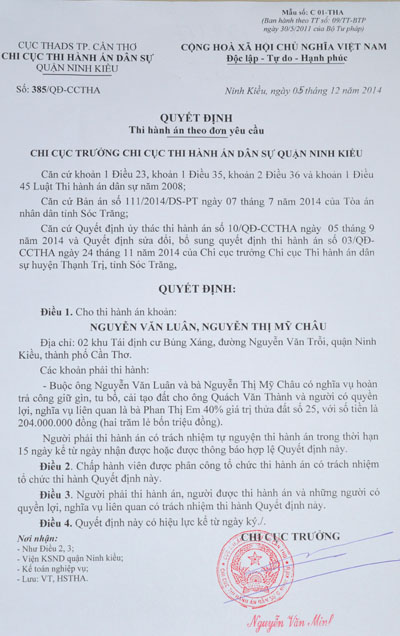 Mẫu số: C 01-THA
(Ban hành theo TT số: 09/TT-BTP
ngày 30/5/2011 của Bộ Tư pháp)
CỤC THADS TP. CẦN THƠ
CHI CỤC THI HÀNH ÁN DÂN SỰ
QUẬN NINH KIỀU
CỘNG HOÀ XÃ HỘI CHỦ NGHĨA VIỆT NAM
Độc lập - Tự do - Hạnh phúc
Số: 385/QĐ-CCTHA
Ninh Kiều, ngày 05 tháng 12 năm 2014
QUYẾT ĐỊNH
Thi hành án theo đơn yêu cầu
CHI CỤC TRƯỞNG CHI CỤC THI HÀNH ÁN DÂN SỰ QUẬN NINH KIỀU
Căn cứ khoản 1 Điều 23, khoản 1 Điều 35, khoản 2 Điều 36 và khoản 1 Điều
45 Luật Thi hành án dân sự năm 2008;
Căn cứ Bản án số 111/2014/DS-PT ngày 07 tháng 7 năm 2014 của Tòa án
nhân dân tỉnh Sóc Trăng;
Căn cứ Quyết định ủy thác thi hành án số 10/QĐ-CCTHA ngày 05 tháng 9
năm 2014 và Quyết định sửa đổi, bổ sung quyết định thi hành án số 03/QĐ-
CCTHA ngày 24 tháng 11 năm 2014 của Chi cục trưởng Chi cục Thi hành án dân
sự huyện Thạnh Trị, tỉnh Sóc Trăng,
QUYẾT ĐỊNH:
Điều 1. Cho thi hành án khoản:
NGUYỄN VĂN LUÂN, NGUYỄN THỊ MỸ CHÂU
Địa chỉ: 02 khu Tái định cư Búng Xáng, đường Nguyễn Văn Trỗi, quận Ninh
Kiều, thành phố Cần Thơ.
Các khoản phải thi hành:
- Buộc ông Nguyễn Văn Luân và bà Nguyễn Thị Mỹ Châu có nghĩa vụ hoàn
trả công giữ gìn, tu bổ, cải tạo đất cho ông Quách Văn Thành và người có quyền
lợi, nghĩa vụ liên quan là bà Phan Thị Em 40% giá trị thửa đất số 25, với số tiền là
204.000.000 đồng (hai trăm lẻ bốn triệu đồng).
Người phải thi hành án có trách nhiệm tự nguyện thi hành án trong thời hạn
15 ngày kể từ ngày nhận được hoặc được thông báo hợp lệ Quyết định này.
Điều 2. Chấp hành viên được phân công tổ chức thi hành án có trách nhiệm
tổ chức thi hành Quyết định này.
Điều 3. Người phải thi hành án, người được thi hành án và những người có
quyền lợi, nghĩa vụ liên quan có trách nhiệm thi hành Quyết định này.
Điều 4. Quyết định này có hiệu lực kể từ ngày ký./.
Nơi nhận:
- Như Điều 2, 3;
- Viện KSND quận Ninh kiều;
- Kế toán nghiệp vụ;
- Lưu: VT, HSTHA.
CHI CỤC TRƯỞNG
Nguyễn Văn Minl